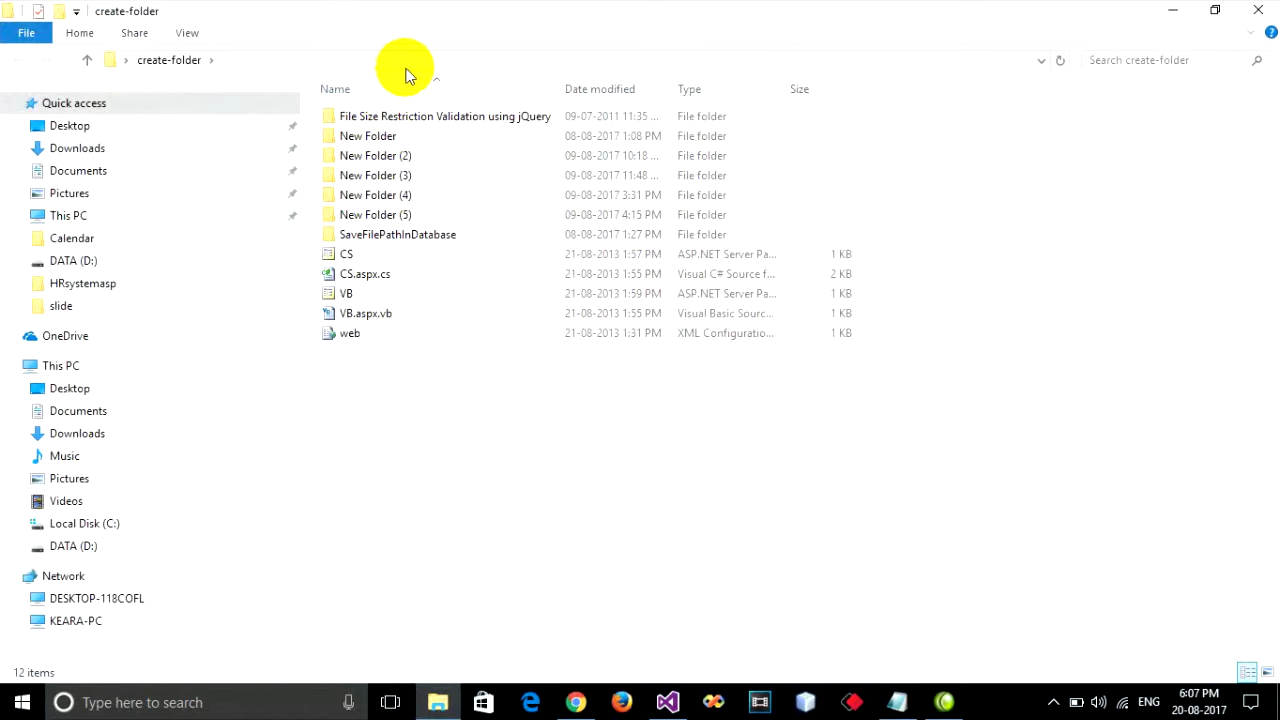 create-folder
File Home Share View
create-folder Search create-folder
Name Date modified Type Size
Quick access
Desktop
Downloads
Documents
Pictures
This PC
Calendar
DATA (D:)
HRsystemasp
slide
OneDrive
This PC
Desktop
Documents
Downloads
Music
Pictures
Videos
Local Disk (C:)
DATA (D:)
Network
DESKTOP-118COFL
KEARA-PC
File Size Restriction Validation using jQuery 09-07-2011 11:35 ... File folder
New Folder 08-08-2017 1:08 PM File folder
New Folder (2) 09-08-2017 10:18 ... File folder
New Folder (3) 09-08-2017 11:48 ... File folder
New Folder (4) 09-08-2017 3:31 PM File folder
New Folder (5) 09-08-2017 4:15 PM File folder
SaveFilePathInDatabase 08-08-2017 1:27 PM File folder
CS 21-08-2013 1:57 PM ASP.NET Server Pa... 1 KB
CS.aspx.cs 21-08-2013 1:55 PM Visual C# Source f... 2 KB
VB 21-08-2013 1:59 PM ASP.NET Server Pa... 1 KB
VB.aspx.vb 21-08-2013 1:55 PM Visual Basic Sourc... 1 KB
web 21-08-2013 1:31 PM XML Configuratio... 1 KB
12 items
Type here to search
ENG
6:07 PM
20-08-2017